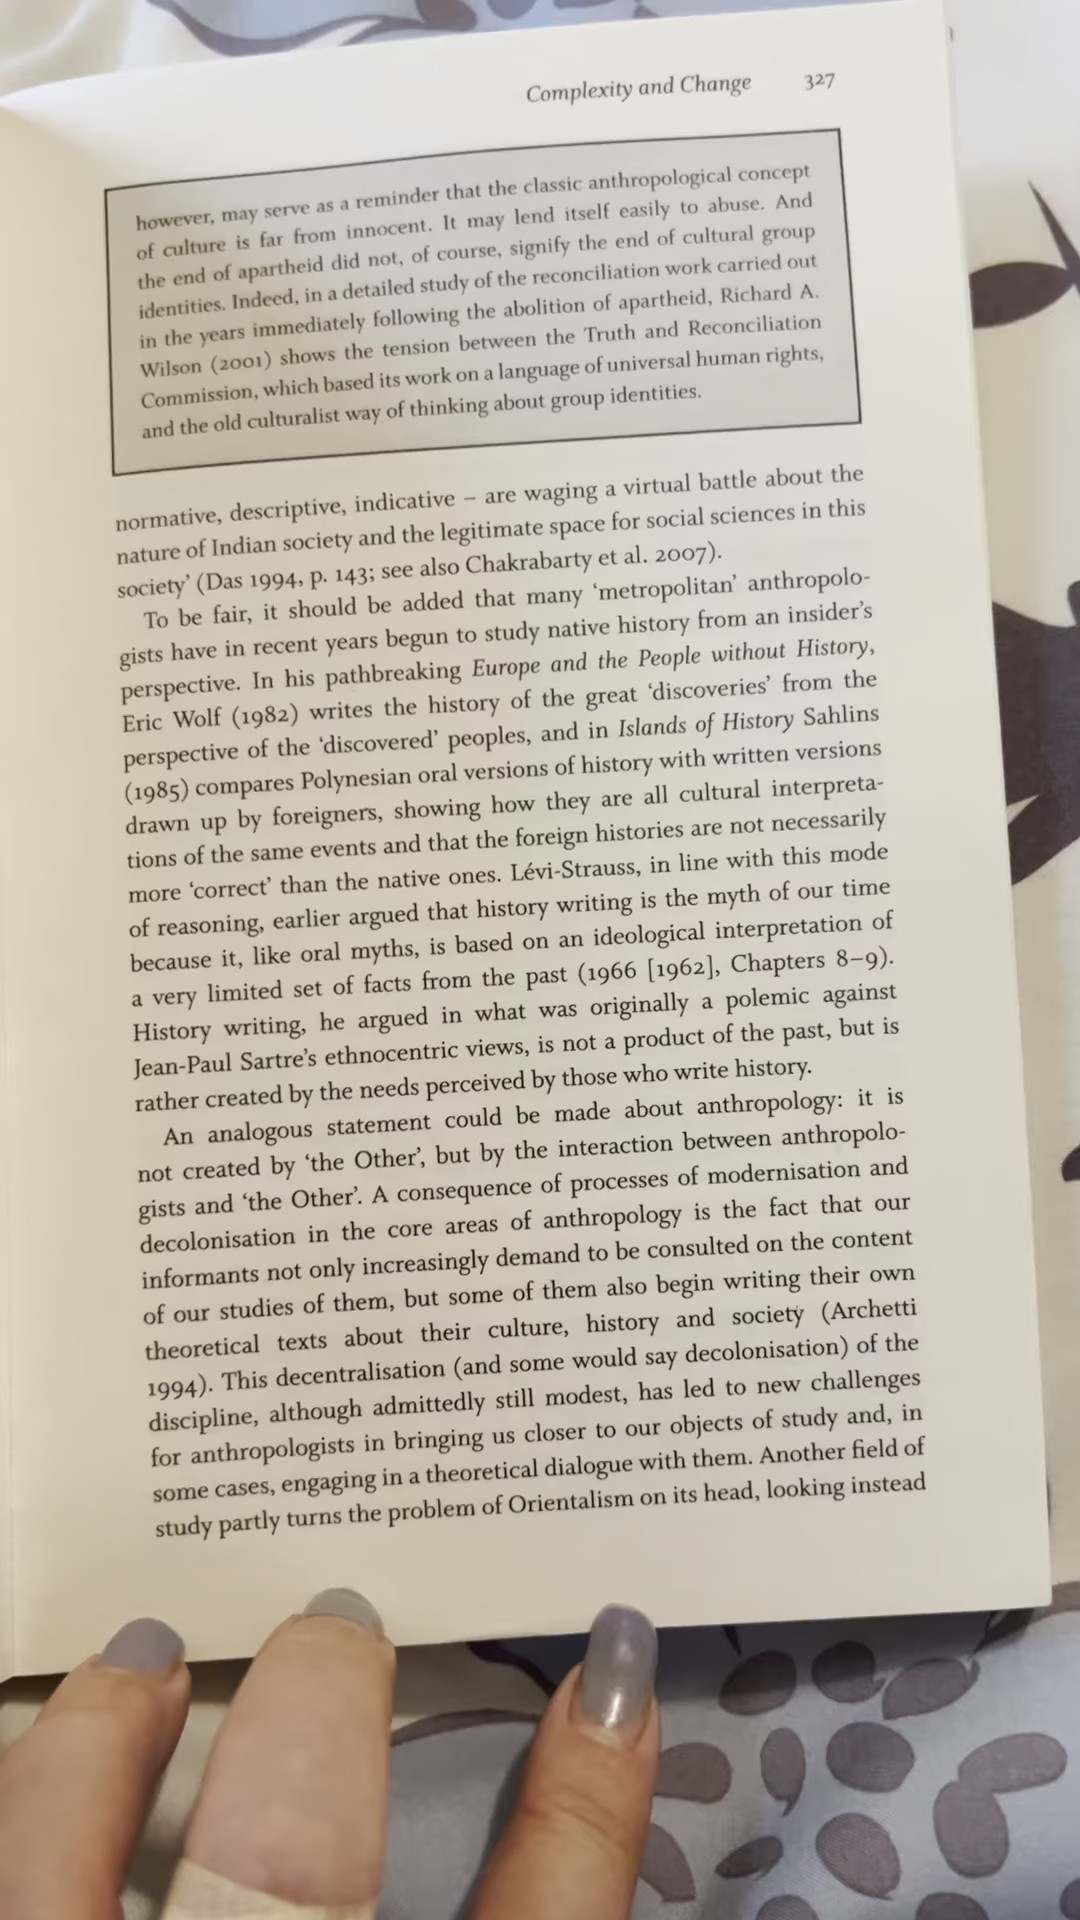 Complexity and Change 327
however, may serve as a reminder that the classic anthropological concept
of culture is far from innocent. It may lend itself easily to abuse. And
the end of apartheid did not, of course, signify the end of cultural group
identities. Indeed, in a detailed study of the reconciliation work carried out
in the years immediately following the abolition of apartheid, Richard A.
Wilson (2001) shows the tension between the Truth and Reconciliation
Commission, which based its work on a language of universal human rights,
and the old culturalist way of thinking about group identities.
normative, descriptive, indicative – are waging a virtual battle about the
nature of Indian society and the legitimate space for social sciences in this
society’ (Das 1994, p. 143; see also Chakrabarty et al. 2007).
To be fair, it should be added that many ‘metropolitan’ anthropolo-
gists have in recent years begun to study native history from an insider’s
perspective. In his pathbreaking Europe and the People without History,
Eric Wolf (1982) writes the history of the great ‘discoveries’ from the
perspective of the ‘discovered’ peoples, and in Islands of History Sahlins
(1985) compares Polynesian oral versions of history with written versions
drawn up by foreigners, showing how they are all cultural interpreta-
tions of the same events and that the foreign histories are not necessarily
more ‘correct’ than the native ones. Lévi-Strauss, in line with this mode
of reasoning, earlier argued that history writing is the myth of our time
because it, like oral myths, is based on an ideological interpretation of
a very limited set of facts from the past (1966 [1962], Chapters 8–9).
History writing, he argued in what was originally a polemic against
Jean-Paul Sartre’s ethnocentric views, is not a product of the past, but is
rather created by the needs perceived by those who write history.
An analogous statement could be made about anthropology: it is
not created by ‘the Other’, but by the interaction between anthropolo-
gists and ‘the Other’. A consequence of processes of modernisation and
decolonisation in the core areas of anthropology is the fact that our
informants not only increasingly demand to be consulted on the content
of our studies of them, but some of them also begin writing their own
theoretical texts about their culture, history and society (Archetti
1994). This decentralisation (and some would say decolonisation) of the
discipline, although admittedly still modest, has led to new challenges
for anthropologists in bringing us closer to our objects of study and, in
some cases, engaging in a theoretical dialogue with them. Another field of
study partly turns the problem of Orientalism on its head, looking instead